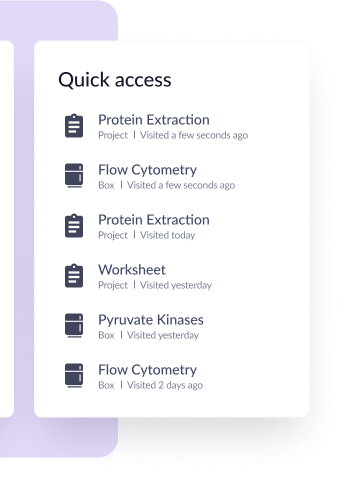 Quick access
Protein Extraction
Project | Visited a few seconds ago
Flow Cytometry
Box | Visited a few seconds ago
Protein Extraction
Project | Visited today
Worksheet
Project | Visited yesterday
Pyruvate Kinases
Box | Visited yesterday
Flow Cytometry
Box | Visited 2 days ago